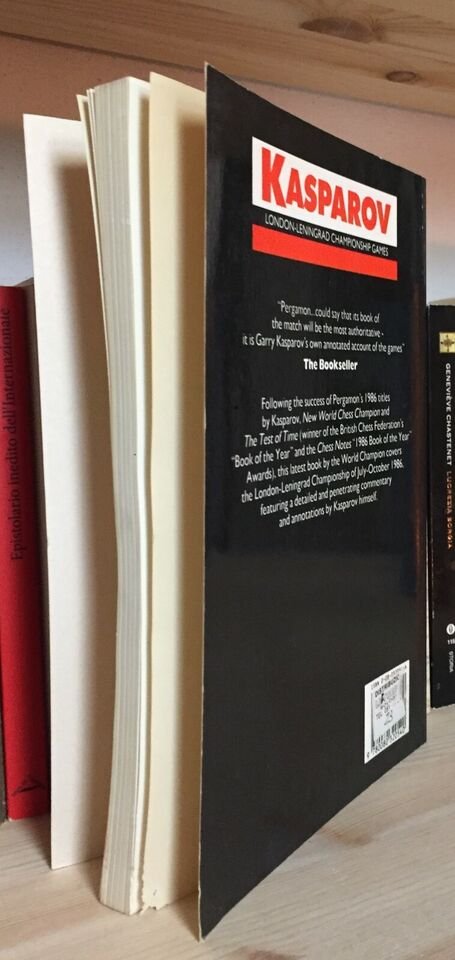 Epistolario Inedito dell'Internazionale
KASPAROV
LONDON-LENINGRAD CHAMPIONSHIP GAMES
"Pergamon...could say that its book of
the match will be the most authoritative -
it is Garry Kasparov's own annotated account of the games"
The Bookseller
Following the success of Pergamon's 1986 titles
by Kasparov, New World Chess Champion and
The Test of Time (winner of the British Chess Federation's
"Book of the Year" and the Chess Notes "1986 Book of the Year"
Awards), this latest book by the World Champion covers
the London-Leningrad Championship of July-October 1986,
featuring a detailed and penetrating commentary
and annotations by Kasparov himself.
ISBN
GENEVIÈVE CHASTENET LUCREZIA BORGIA
STORIA